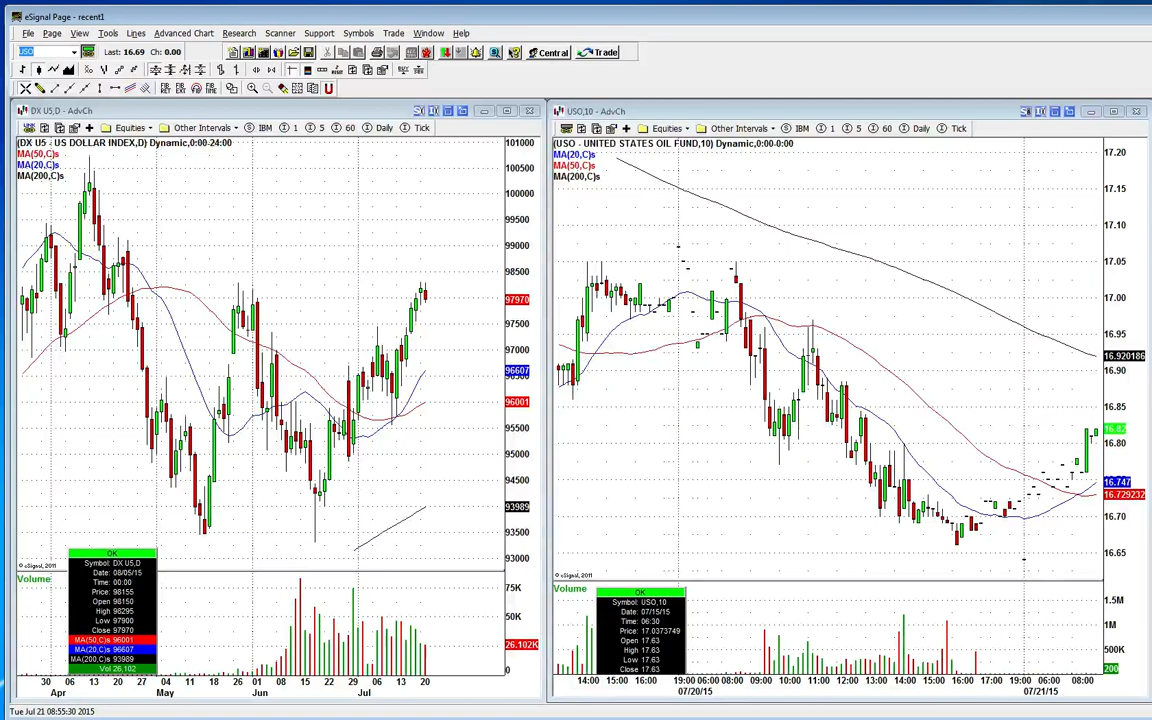 eSignal Page - recent1
File Page View Tools Lines Advanced Chart Research Scanner Support Symbols Trade Window Help
USO Last: 16.69 Ch: 0.00 Central Trade
DX U5,D - AdvCh
Equities Other Intervals IBM 1 5 60 Daily Tick
(DX U5 - US DOLLAR INDEX,D) Dynamic,0:00-24:00
MA(50,C)s
MA(20,C)s
MA(200,C)s
101000
100500
100000
99500
99000
98500
97970
97500
97000
96607
96001
95500
95000
94500
93989
93500
93000
© eSignal, 2011
OK
Symbol: DX U5,D
Date: 08/05/15
Time: 00:00
Price: 98155
Open 98150
High 98295
Low 97900
Close 97970
MA(50,C)s 96001
MA(20,C)s 96607
MA(200,C)s 93989
Vol 26,102
Volume
75K
50K
26.102K
0
30 06 13 20 27 04 11 18 26 01 08 15 22 29 06 13 20
Apr May Jun Jul
USO,10 - AdvCh
Equities Other Intervals IBM 1 5 60 Daily Tick
(USO - UNITED STATES OIL FUND,10) Dynamic,0:00-0:00
MA(20,C)s
MA(50,C)s
MA(200,C)s
17.20
17.15
17.10
17.05
17.00
16.95
16.920186
16.90
16.85
16.82
16.80
16.747
16.729232
16.70
16.65
© eSignal, 2011
Volume
OK
Symbol: USO,10
Date: 07/15/15
Time: 06:30
Price: 17.0373749
Open 17.63
High 17.63
Low 17.63
Close 17.63
1.5M
1M
500K
200
14:00 15:00 16:00 19:00 06:00 08:00 09:00 10:00 11:00 12:00 13:00 14:00 15:00 16:00 17:00 19:00 06:00 08:00
07/20/15 07/21/15
Tue Jul 21 08:55:30 2015